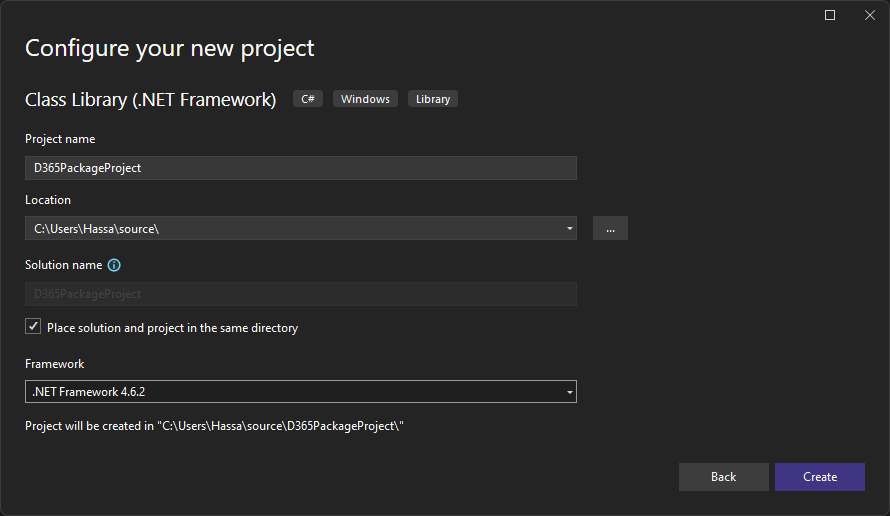 Configure your new project
Class Library (.NET Framework) C# Windows Library
Project name
D365PackageProject
Location
C:\Users\Hassa\source\
...
Solution name
D365PackageProject
Place solution and project in the same directory
Framework
.NET Framework 4.6.2
Project will be created in "C:\Users\Hassa\source\D365PackageProject\"
Back Create